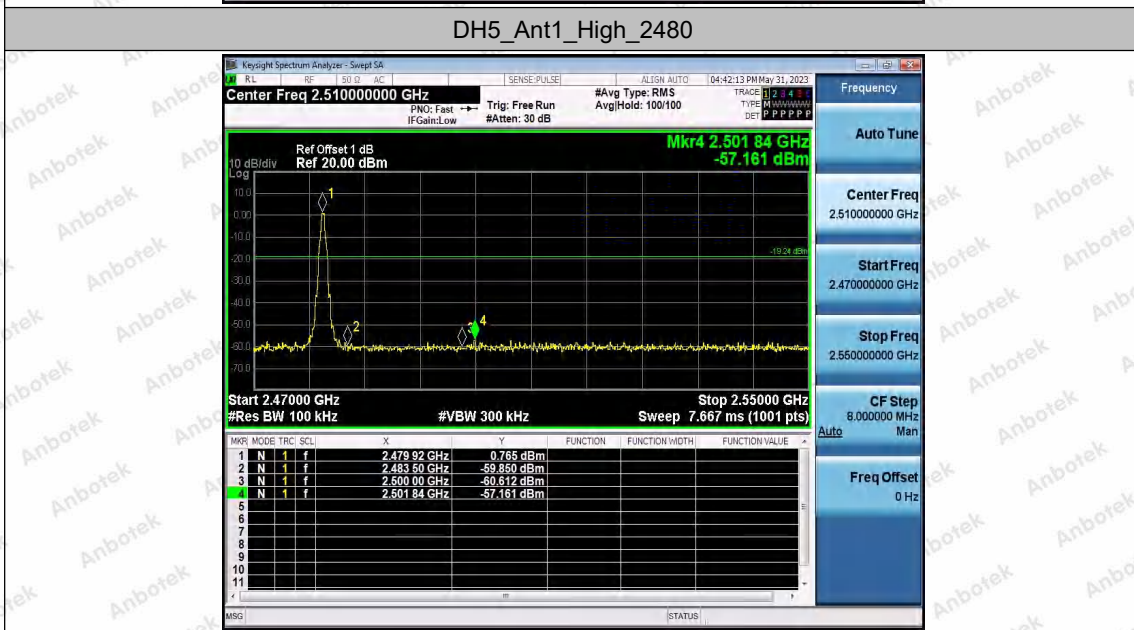 DH5_Ant1_High_2480
Keysight Spectrum Analyzer - Swept SA
RL RF 50 Ω AC SENSE:PULSE ALIGN AUTO 04:42:13 PM May 31, 2023
Center Freq 2.510000000 GHz
PNO: Fast
IFGain:Low
Trig: Free Run
#Atten: 30 dB
#Avg Type: RMS
Avg|Hold: 100/100
TRACE 1 2 3 4 5 6
TYPE M WWWWW
DET P P P P P P
Ref Offset 1 dB
10 dB/div Ref 20.00 dBm
Log
Mkr4 2.501 84 GHz
-57.161 dBm
10.0
0.00
-10.0
-20.0
-30.0
-40.0
-50.0
-60.0
-70.0
1
2
3
4
-19.24 dBm
Start 2.47000 GHz Stop 2.55000 GHz
#Res BW 100 kHz #VBW 300 kHz Sweep 7.667 ms (1001 pts)
MKR MODE TRC SCL X Y FUNCTION FUNCTION WIDTH FUNCTION VALUE
1 N 1 f 2.479 92 GHz 0.765 dBm
2 N 1 f 2.483 50 GHz -59.850 dBm
3 N 1 f 2.500 00 GHz -60.612 dBm
4 N 1 f 2.501 84 GHz -57.161 dBm
5
6
7
8
9
10
11
MSG STATUS
Frequency
Auto Tune
Center Freq
2.510000000 GHz
Start Freq
2.470000000 GHz
Stop Freq
2.550000000 GHz
CF Step
8.000000 MHz
Auto Man
Freq Offset
0 Hz
Anbotek